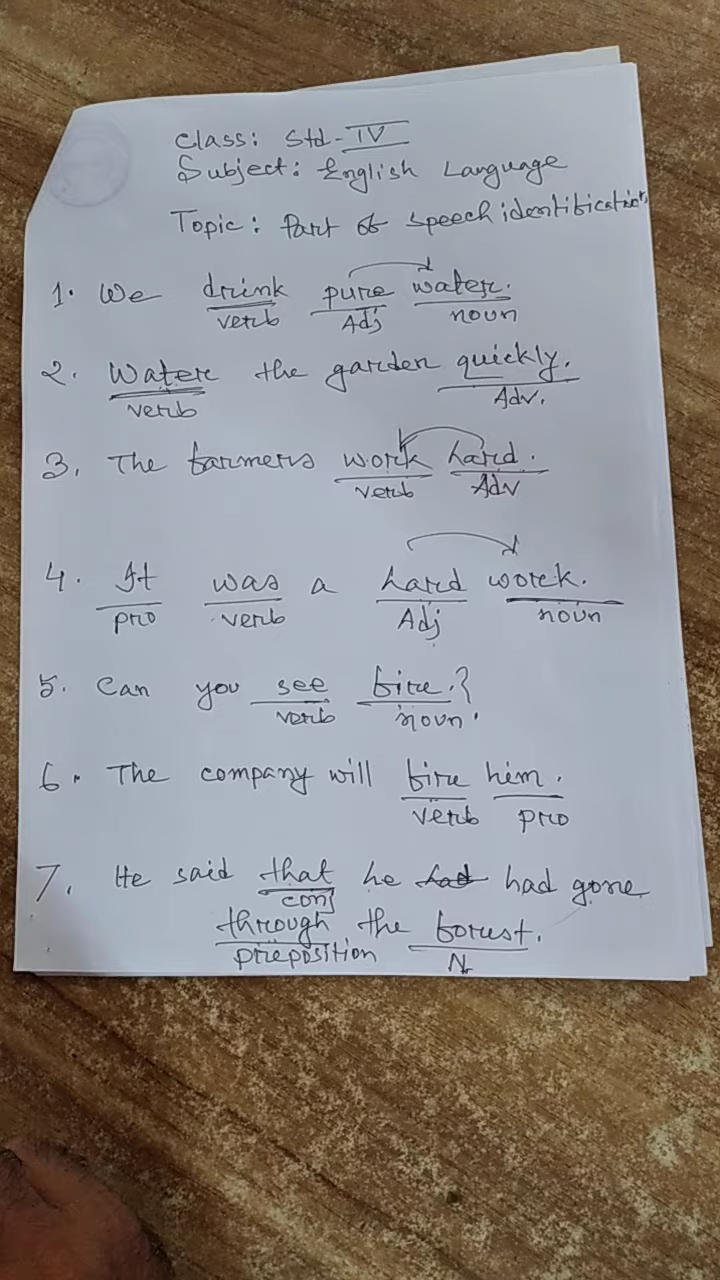 Class: Std - IV
Subject: English Language
Topic: Part of speech identification
1. We drink pure water.
verb Adj noun
2. Water the garden quickly.
verb Adv.
3. The farmers work hard.
verb Adv
4. It was a hard work.
pro verb Adj noun
5. Can you see fire.?
verb noun.
6. The company will fire him.
verb pro
7. He said that he had had gone
conj
through the forest.
preposition N